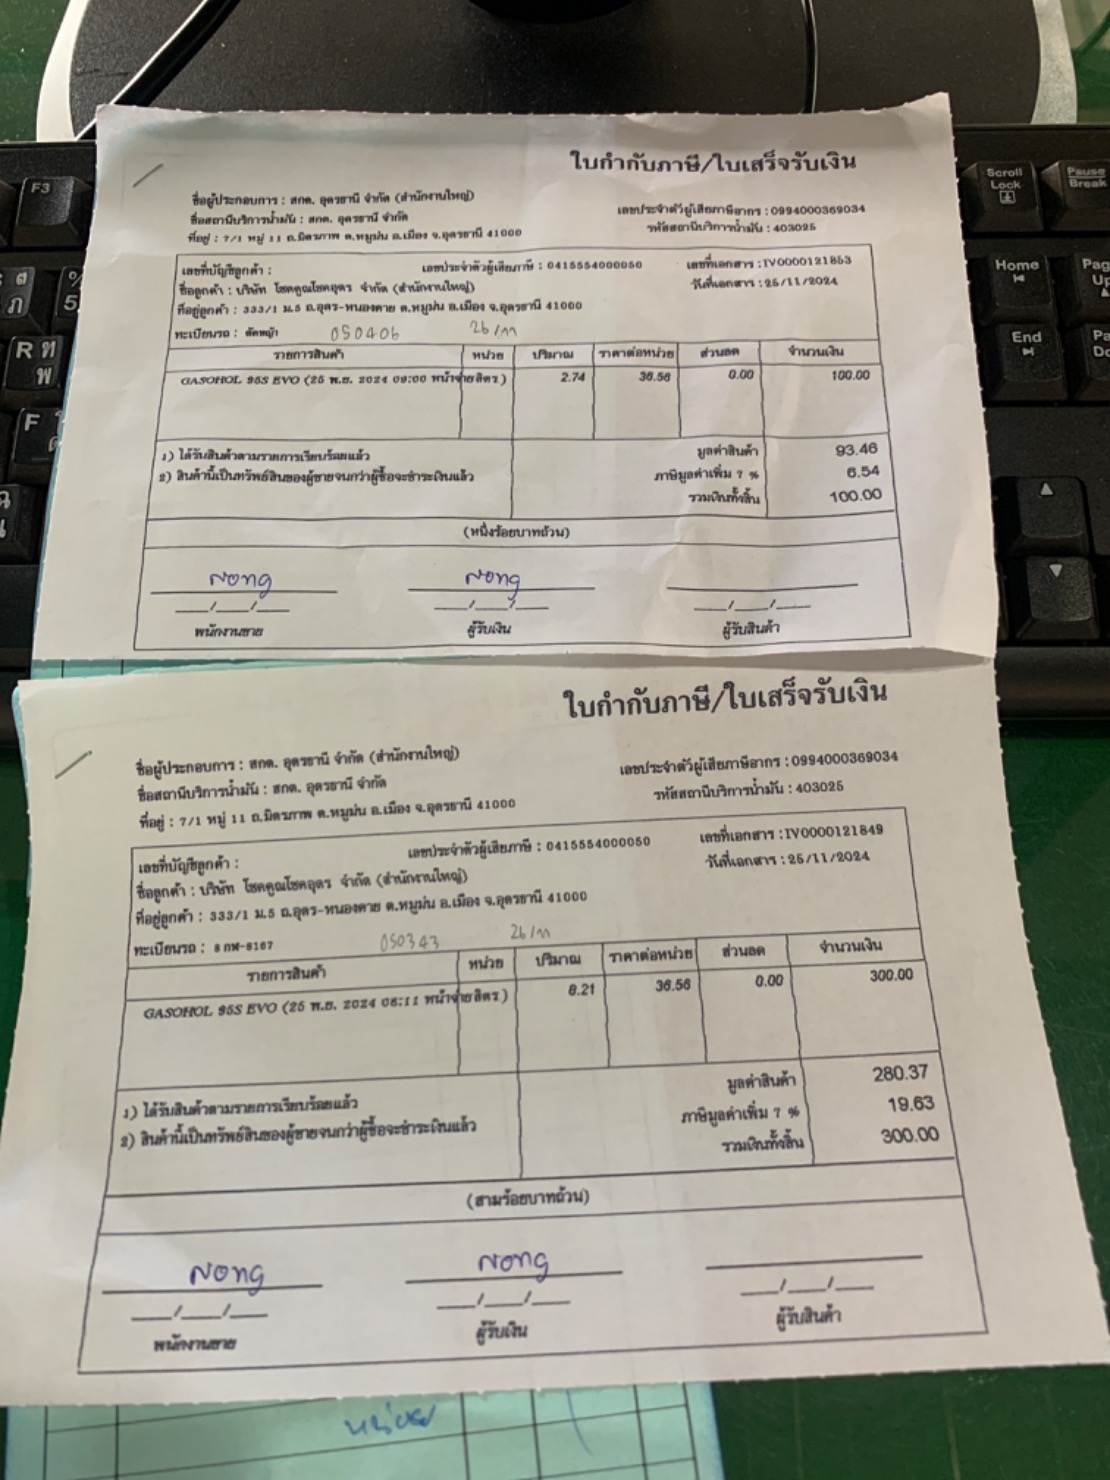 ใบกำกับภาษี/ใบเสร็จรับเงิน
ชื่อผู้ประกอบการ : สกต. อุดรธานี จำกัด (สำนักงานใหญ่)
ชื่อสถานีบริการน้ำมัน : สกต. อุดรธานี จำกัด
เลขประจำตัวผู้เสียภาษีอากร : 0994000369034
ที่อยู่ : 7/1 หมู่ 11 ถ.มิตรภาพ ต.หมูม่น อ.เมือง จ.อุดรธานี 41000
รหัสสถานีบริการน้ำมัน : 403025
เลขที่บัญชีลูกค้า : เลขประจำตัวผู้เสียภาษี : 0415554000050 เลขที่เอกสาร : IV0000121853
ชื่อลูกค้า : บริษัท โชคคูณโชคอุดร จำกัด (สำนักงานใหญ่) วันที่เอกสาร : 25/11/2024
ที่อยู่ลูกค้า : 333/1 ม.5 ถ.อุดร-หนองคาย ต.หมูม่น อ.เมือง จ.อุดรธานี 41000
ทะเบียนรถ : ตัดหญ้า 050406 26/11
รายการสินค้า หน่วย ปริมาณ ราคาต่อหน่วย ส่วนลด จำนวนเงิน
GASOHOL 95S EVO (25 พ.ย. 2024 09:00 หน้าจ่าย ลิตร ) 2.74 36.56 0.00 100.00
1) ได้รับสินค้าตามรายการเรียบร้อยแล้ว มูลค่าสินค้า 93.46
2) สินค้านี้เป็นทรัพย์สินของผู้ขายจนกว่าผู้ซื้อจะชำระเงินแล้ว ภาษีมูลค่าเพิ่ม 7 % 6.54
รวมเงินทั้งสิ้น 100.00
(หนึ่งร้อยบาทถ้วน)
Nong Nong
__/__/__ __/__/__ __/__/__
พนักงานขาย ผู้รับเงิน ผู้รับสินค้า
ใบกำกับภาษี/ใบเสร็จรับเงิน
ชื่อผู้ประกอบการ : สกต. อุดรธานี จำกัด (สำนักงานใหญ่)
ชื่อสถานีบริการน้ำมัน : สกต. อุดรธานี จำกัด
เลขประจำตัวผู้เสียภาษีอากร : 0994000369034
ที่อยู่ : 7/1 หมู่ 11 ถ.มิตรภาพ ต.หมูม่น อ.เมือง จ.อุดรธานี 41000
รหัสสถานีบริการน้ำมัน : 403025
เลขที่บัญชีลูกค้า : เลขประจำตัวผู้เสียภาษี : 0415554000050 เลขที่เอกสาร : IV0000121849
ชื่อลูกค้า : บริษัท โชคคูณโชคอุดร จำกัด (สำนักงานใหญ่) วันที่เอกสาร : 25/11/2024
ที่อยู่ลูกค้า : 333/1 ม.5 ถ.อุดร-หนองคาย ต.หมูม่น อ.เมือง จ.อุดรธานี 41000
ทะเบียนรถ : 8 กฬ-8167 050343 26/11
รายการสินค้า หน่วย ปริมาณ ราคาต่อหน่วย ส่วนลด จำนวนเงิน
GASOHOL 95S EVO (25 พ.ย. 2024 08:11 หน้าจ่าย ลิตร ) 8.21 36.56 0.00 300.00
1) ได้รับสินค้าตามรายการเรียบร้อยแล้ว มูลค่าสินค้า 280.37
2) สินค้านี้เป็นทรัพย์สินของผู้ขายจนกว่าผู้ซื้อจะชำระเงินแล้ว ภาษีมูลค่าเพิ่ม 7 % 19.63
รวมเงินทั้งสิ้น 300.00
(สามร้อยบาทถ้วน)
Nong Nong
__/__/__ __/__/__ __/__/__
พนักงานขาย ผู้รับเงิน ผู้รับสินค้า
F3
% 5
R
F
Scroll Lock
Pause Break
Home
End